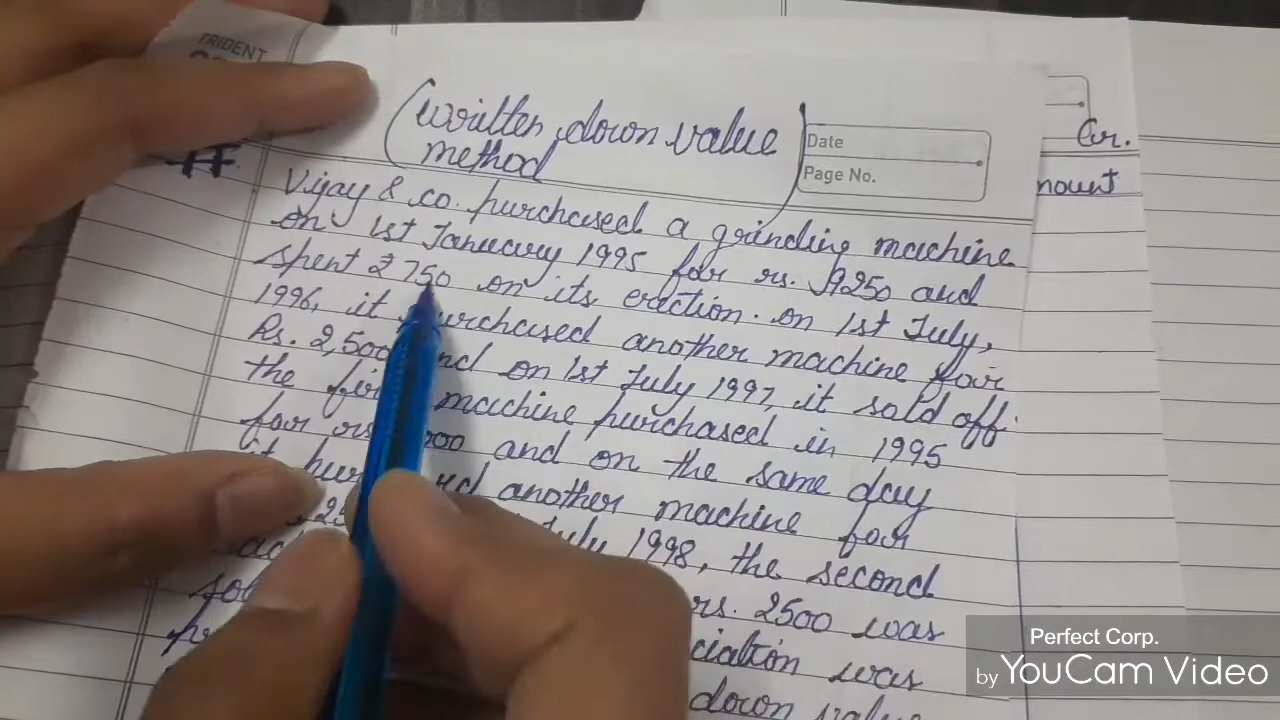 TRIDENT
(written down value
method)
Date
Page No.
Cr.
mount
#
Vijay & co. purchased a grinding machine
on 1st January 1995 for rs. 9250 and
spent ₹ 750 on its erection. on 1st July,
1996, it purchased another machine for
Rs. 2,500 and on 1st July 1997, it sold off
the machine purchased in 1995
for rs and on the same day
it another machine for
July 1998, the second
rs. 2500 was
was
down value
Perfect Corp.
by YouCam Video